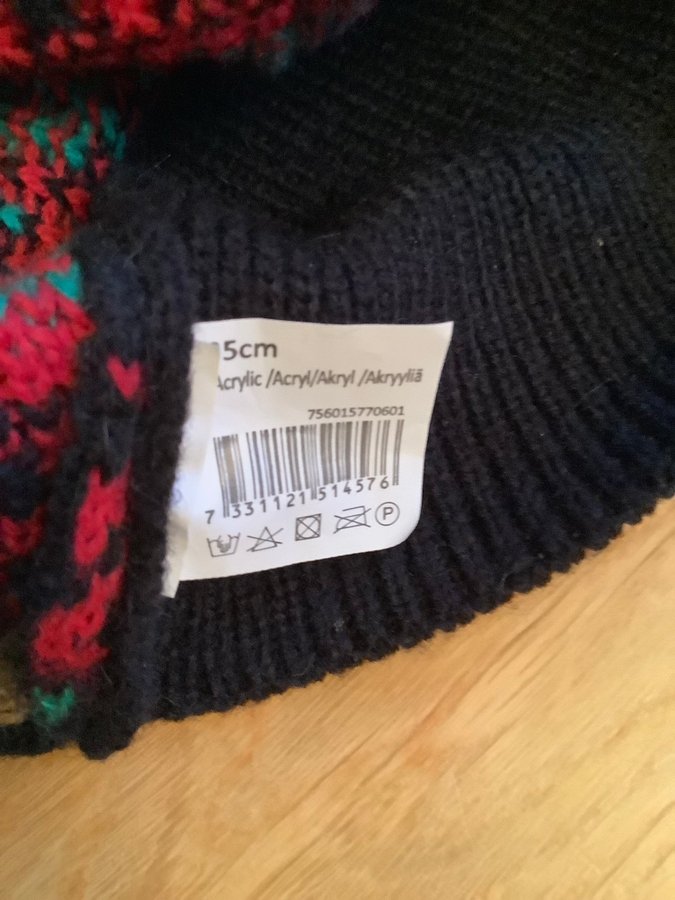 5cm
Acrylic /Acryl/Akryl /Akryyliä
756015770601
7 331121 514576
P